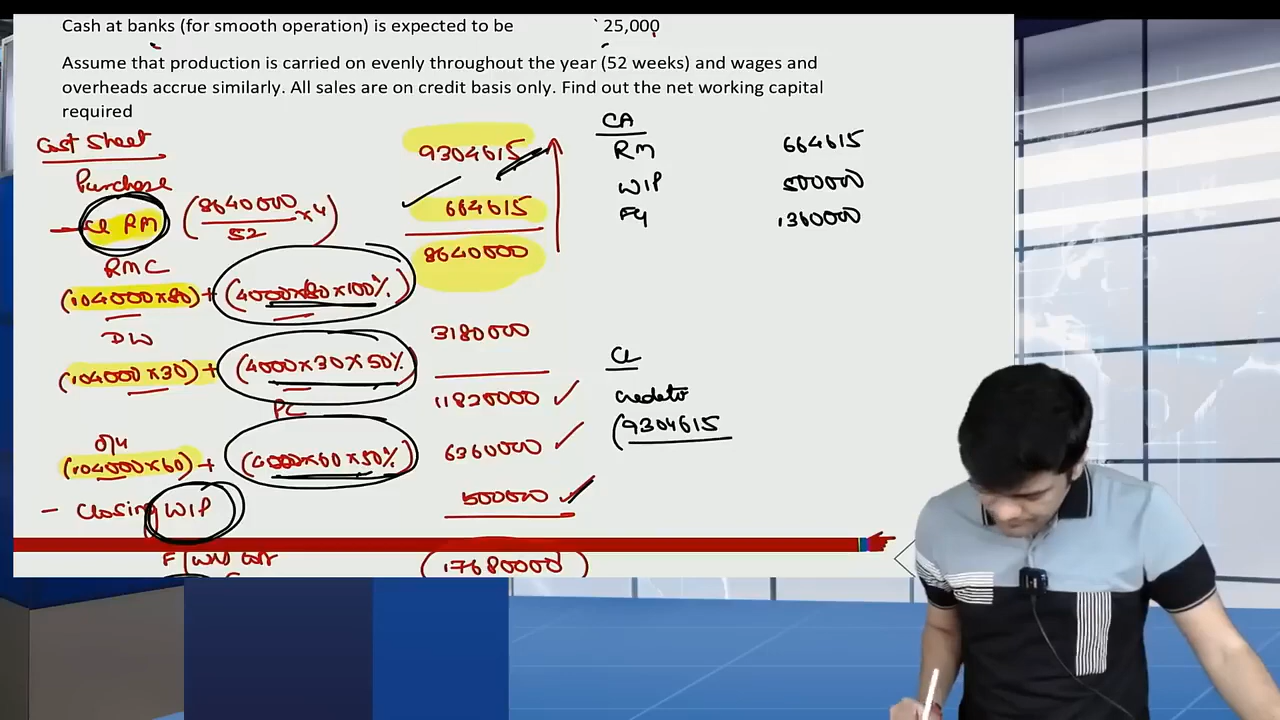 Cash at banks (for smooth operation) is expected to be ` 25,000
Assume that production is carried on evenly throughout the year (52 weeks) and wages and
overheads accrue similarly. All sales are on credit basis only. Find out the net working capital
required
Cost Sheet
Purchase 9304615
- Cl RM (8640000/52 x 4) 664615
RMC 8640000
(104000x80) + (4000x80x100%)
DW 3180000
(104000x30) + (4000x30x50%)
PC 11820000
O/H 6360000
(104000x60) + (4000x60x50%)
- Closing WIP 500000
(17680000)
CA
RM 664615
WIP 500000
FG 1360000
CL
Creditor
(9304615